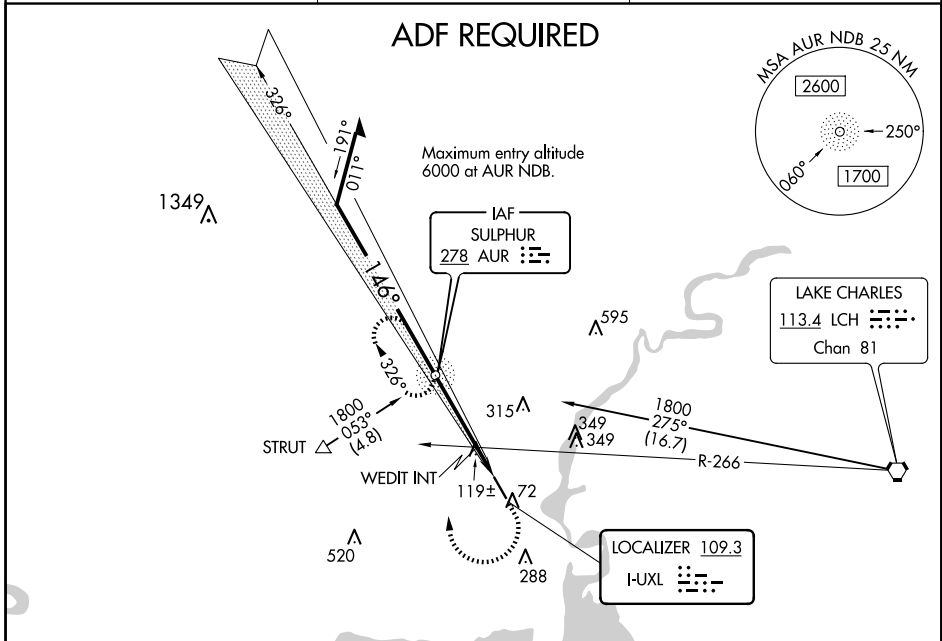 ADF REQUIRED
MSA AUR NDB 25 NM
2600
250°
060°
1700
326°
191°
011°
Maximum entry altitude
6000 at AUR NDB.
1349
IAF
SULPHUR
278 AUR
146°
LAKE CHARLES
113.4 LCH
Chan 81
595
326°
1800
053°
(4.8)
STRUT
315
349
349
1800
275°
(16.7)
R-266
WEDIT INT
119±
72
520
288
LOCALIZER 109.3
I-UXL